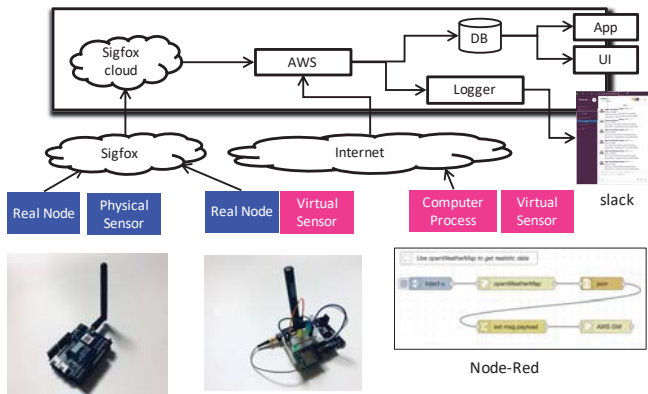 Sigfox
cloud
AWS
DB
App
UI
Logger
Sigfox
Internet
slack
Real Node
Physical
Sensor
Real Node
Virtual
Sensor
Computer
Process
Virtual
Sensor
Use openWeatherMap to get realistic data
inject
openWeatherMap
json
set msg.payload
AWS GW
Node-Red